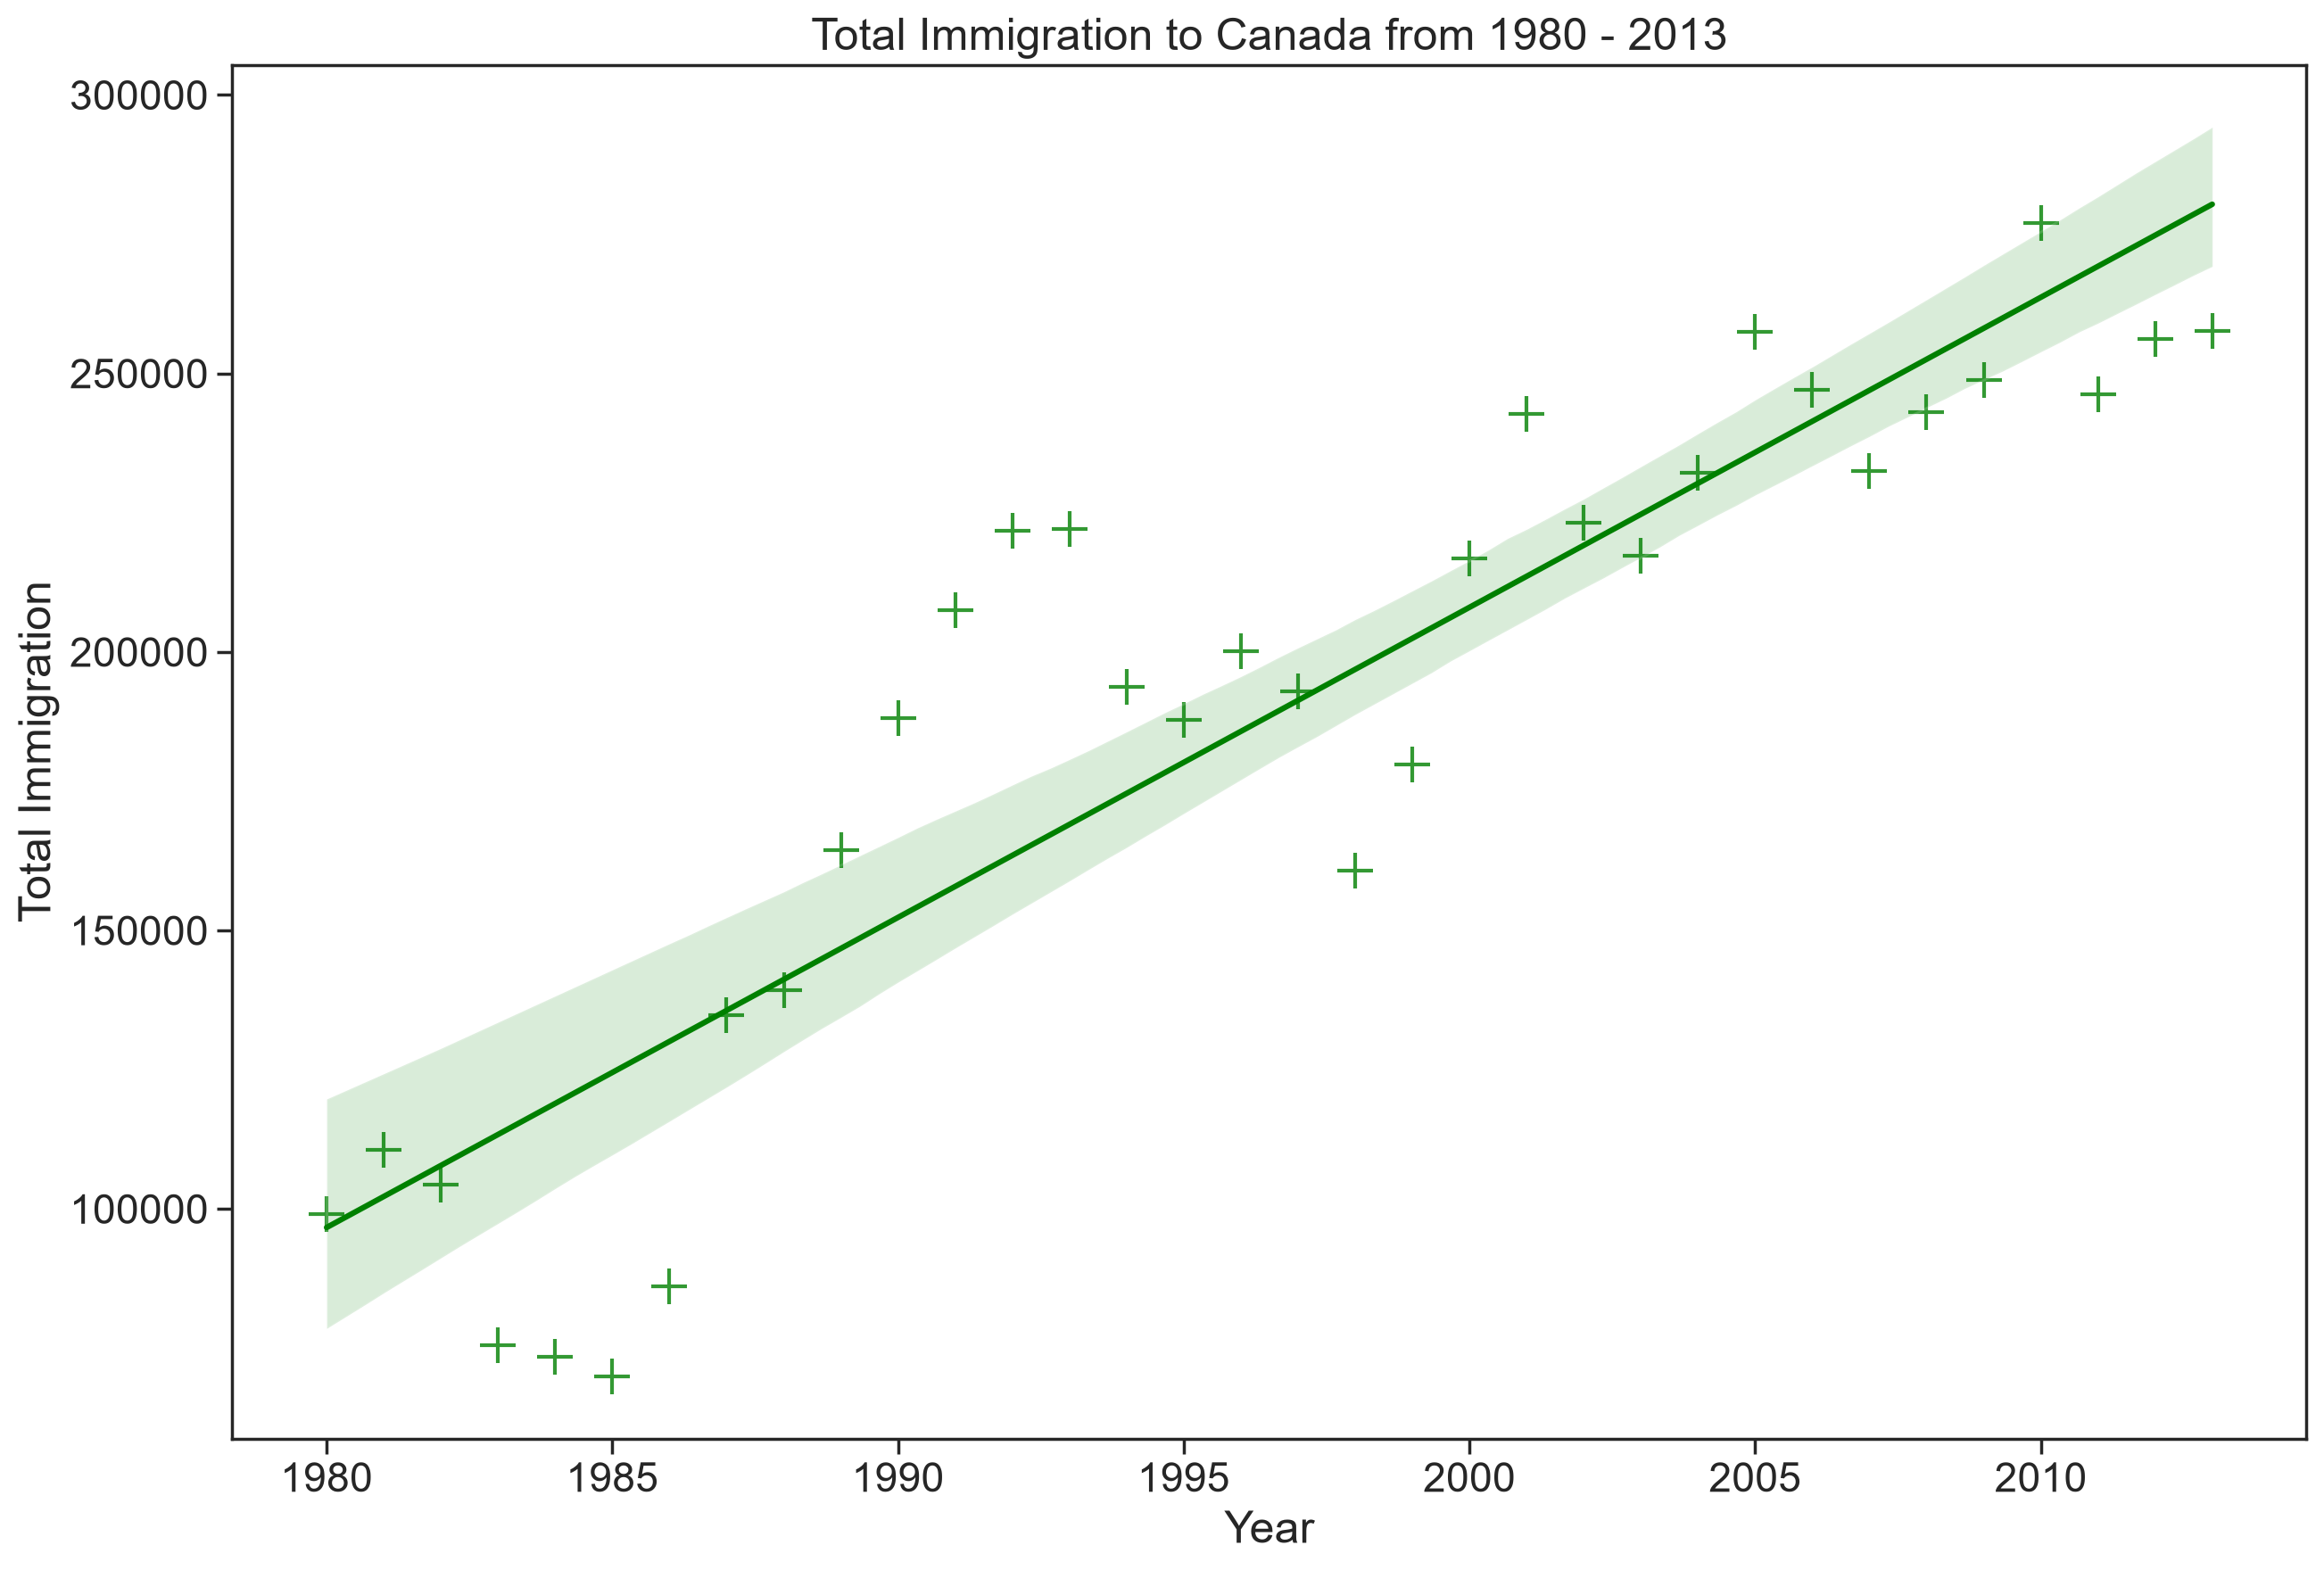 Total Immigration to Canada from 1980 - 2013
300000
250000
200000
150000
100000
Total Immigration
1980 1985 1990 1995 2000 2005 2010
Year